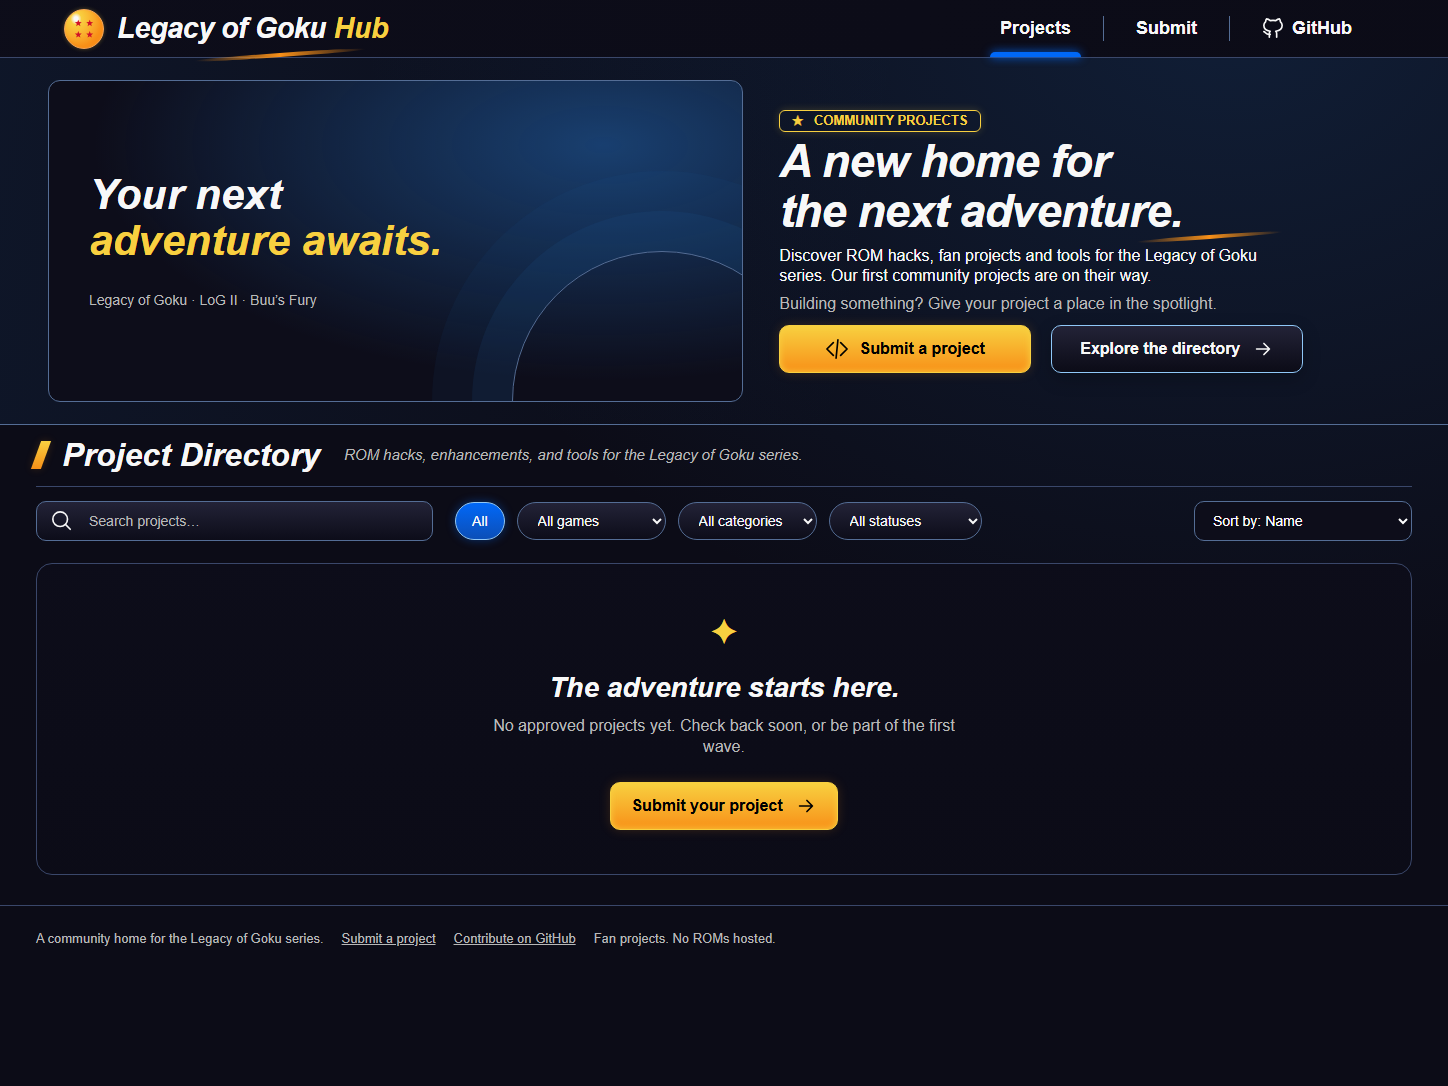 Legacy of Goku Hub
Projects
Submit
GitHub
Your next
adventure awaits.
Legacy of Goku · LoG II · Buu's Fury
★ COMMUNITY PROJECTS
A new home for
the next adventure.
Discover ROM hacks, fan projects and tools for the Legacy of Goku
series. Our first community projects are on their way.
Building something? Give your project a place in the spotlight.
Submit a project
Explore the directory →
Project Directory
ROM hacks, enhancements, and tools for the Legacy of Goku series.
Search projects…
All
All games
All categories
All statuses
Sort by: Name
The adventure starts here.
No approved projects yet. Check back soon, or be part of the first
wave.
Submit your project →
A community home for the Legacy of Goku series.
Submit a project
Contribute on GitHub
Fan projects. No ROMs hosted.